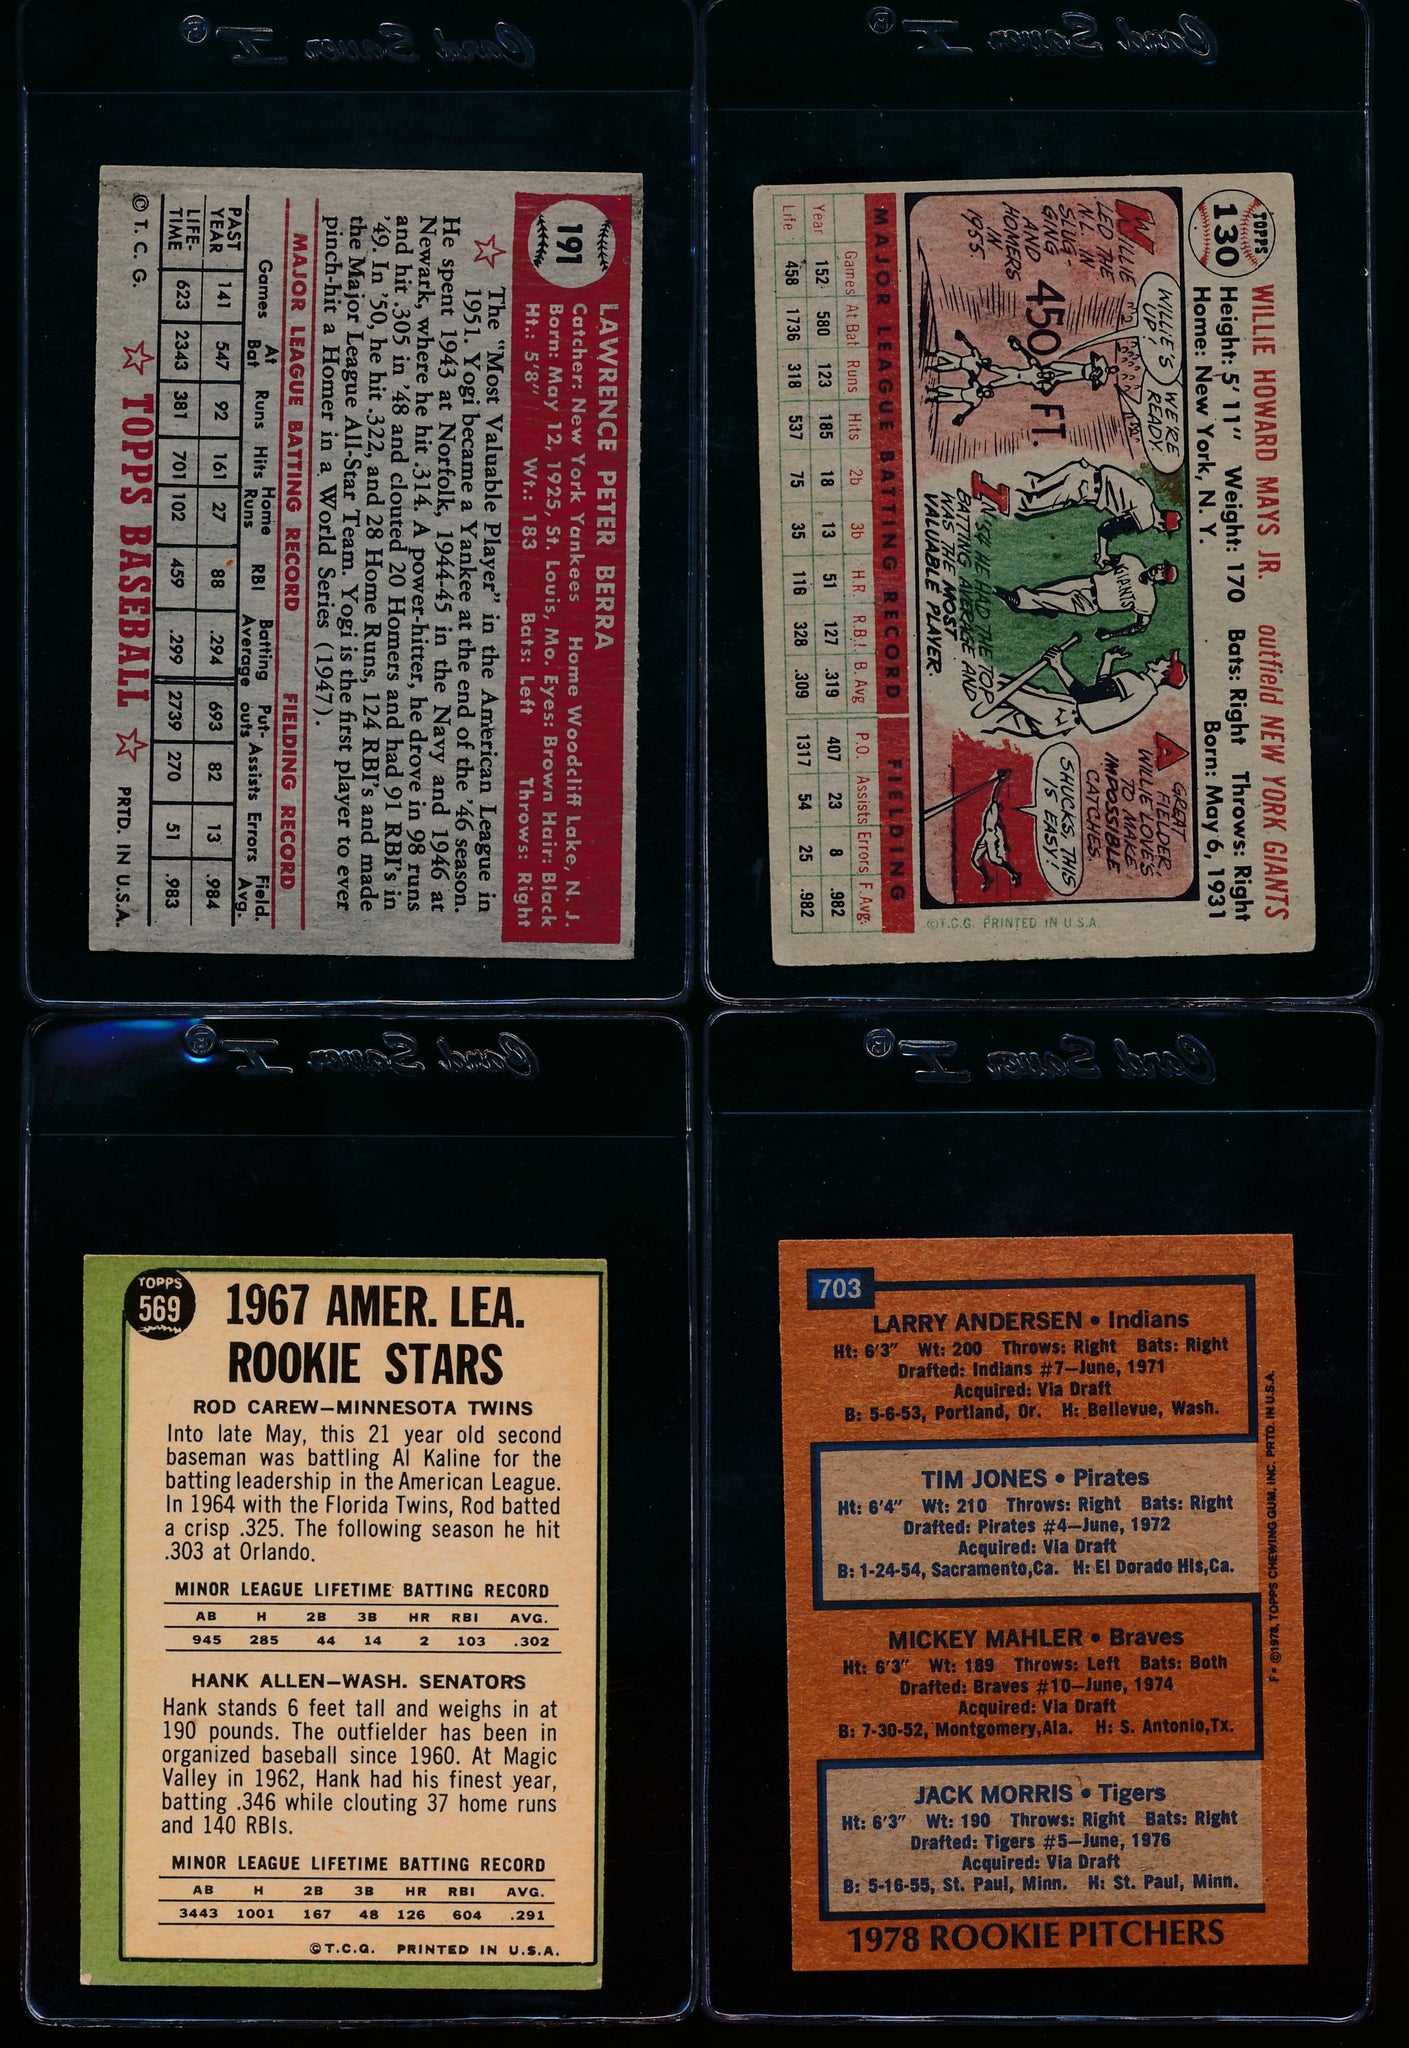 Card Saver I ®
191
LAWRENCE PETER BERRA
Catcher: New York Yankees Home Woodcliff Lake, N. J.
Born: May 12, 1925, St. Louis, Mo. Eyes: Brown Hair: Black
Ht.: 5'8" Wt.: 183 Bats: Left Throws: Right
The "Most Valuable Player" in the American League in
1951. Yogi became a Yankee at the end of the '46 season.
He spent 1943 at Norfolk, 1944-45 in the Navy and 1946 at
Newark, where he hit .314. A power-hitter, he drove in 98 runs
and hit .305 in '48 and clouted 20 Homers and had 91 RBI's in
'49. In '50, he hit .322, and 28 Home Runs, 124 RBI's and made
the Major League All-Star Team. Yogi is the first player to ever
pinch-hit a Homer in a World Series (1947).
MAJOR LEAGUE BATTING RECORD FIELDING RECORD
Games At Bat Runs Hits Home Runs RBI Batting Average Put-outs Assists Errors Field. Avg.
PAST YEAR 141 547 92 161 27 88 .294 693 82 13 .984
LIFE-TIME 623 2343 381 701 102 459 .299 2739 270 51 .983
© T. C. G. TOPPS BASEBALL PRTD. IN U.S.A.
Card Saver I ®
TOPPS
130
WILLIE HOWARD MAYS JR. outfield NEW YORK GIANTS
Height: 5' 11" Weight: 170 Bats: Right Throws: Right
Home: New York, N. Y. Born: May 6, 1931
WILLIE
LED THE
N.L. IN
SLUG-
GING
AND
HOMERS
IN
1955.
WILLIE'S
UP!
WE'RE
READY.
450 FT.
GIANTS
IN '54 HE HAD THE TOP
BATTING AVERAGE AND
WAS THE MOST
VALUABLE PLAYER.
A
GREAT
FIELDER,
WILLIE LOVES
TO MAKE
IMPOSSIBLE
CATCHES.
SHUCKS, THIS
IS EASY!
©T.C.G. PRINTED IN U.S.A.
MAJOR LEAGUE BATTING RECORD FIELDING
Games At Bat Runs Hits 2b 3b H.R R.B.I. B. Avg P.O. Assists Errors F. Avg.
Year 152 580 123 185 18 13 51 127 .319 407 23 8 .982
Life 458 1736 318 537 75 35 116 328 .309 1317 54 25 .982
Card Saver I ®
TOPPS
569
1967 AMER. LEA.
ROOKIE STARS
ROD CAREW—MINNESOTA TWINS
Into late May, this 21 year old second
baseman was battling Al Kaline for the
batting leadership in the American League.
In 1964 with the Florida Twins, Rod batted
a crisp .325. The following season he hit
.303 at Orlando.
MINOR LEAGUE LIFETIME BATTING RECORD
AB H 2B 3B HR RBI AVG.
945 285 44 14 2 103 .302
HANK ALLEN—WASH. SENATORS
Hank stands 6 feet tall and weighs in at
190 pounds. The outfielder has been in
organized baseball since 1960. At Magic
Valley in 1962, Hank had his finest year,
batting .346 while clouting 37 home runs
and 140 RBIs.
MINOR LEAGUE LIFETIME BATTING RECORD
AB H 2B 3B HR RBI AVG.
3443 1001 167 48 126 604 .291
©T.C.G. PRINTED IN U.S.A.
Card Saver I ®
703
LARRY ANDERSEN • Indians
Ht: 6'3" Wt: 200 Throws: Right Bats: Right
Drafted: Indians #7—June, 1971
Acquired: Via Draft
B: 5-6-53, Portland, Or. H: Bellevue, Wash.
TIM JONES • Pirates
Ht: 6'4" Wt: 210 Throws: Right Bats: Right
Drafted: Pirates #4—June, 1972
Acquired: Via Draft
B: 1-24-54, Sacramento,Ca. H: El Dorado Hls,Ca.
MICKEY MAHLER • Braves
Ht: 6'3" Wt: 189 Throws: Left Bats: Both
Drafted: Braves #10—June, 1974
Acquired: Via Draft
B: 7-30-52, Montgomery,Ala. H: S. Antonio,Tx.
JACK MORRIS • Tigers
Ht: 6'3" Wt: 190 Throws: Right Bats: Right
Drafted: Tigers #5—June, 1976
Acquired: Via Draft
B: 5-16-55, St. Paul, Minn. H: St. Paul, Minn.
1978 ROOKIE PITCHERS
F• ©1978, TOPPS CHEWING GUM, INC. PRTD. IN U.S.A.